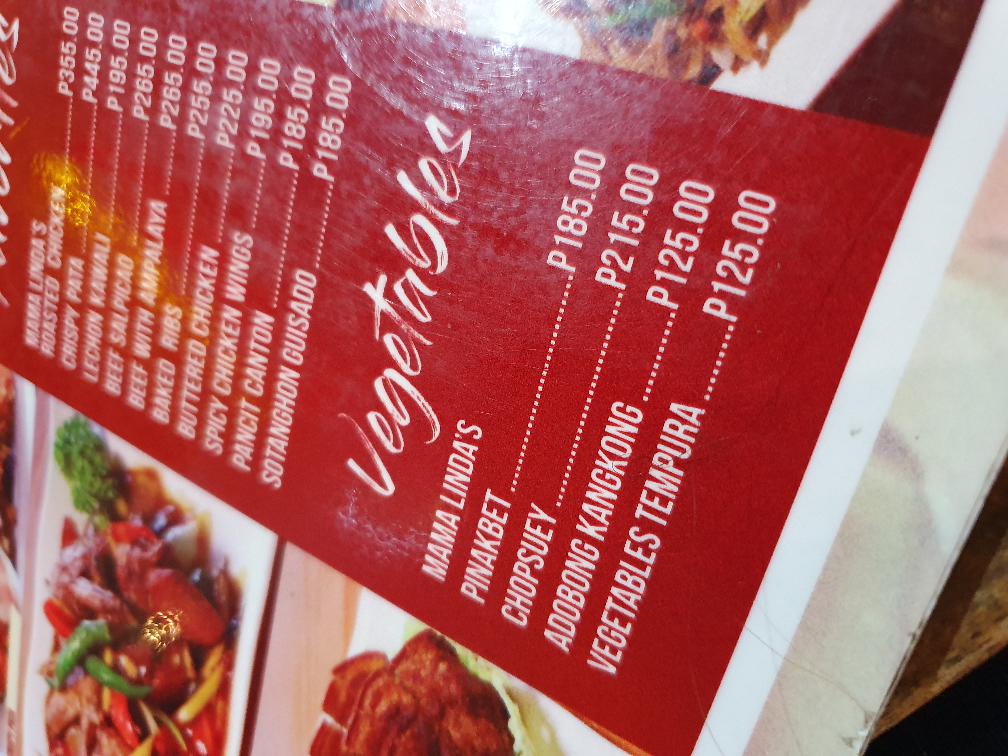 MAMA LINDA'S
ROASTED CHICKEN ........ P355.00
CRISPY PATA ........ P445.00
LECHON KAWALI ........ P195.00
BEEF SALPICAO ........ P265.00
BEEF WITH AMPALAYA ........ P265.00
BAKED RIBS ........ P255.00
BUTTERED CHICKEN ........ P225.00
SPICY CHICKEN WINGS ........ P195.00
PANCIT CANTON ........ P185.00
SOTANGHON GUSADO ........ P185.00
Vegetables
MAMA LINDA'S
PINAKBET ........ P185.00
CHOPSUEY ........ P215.00
ADOBONG KANGKONG ........ P125.00
VEGETABLES TEMPURA ........ P125.00